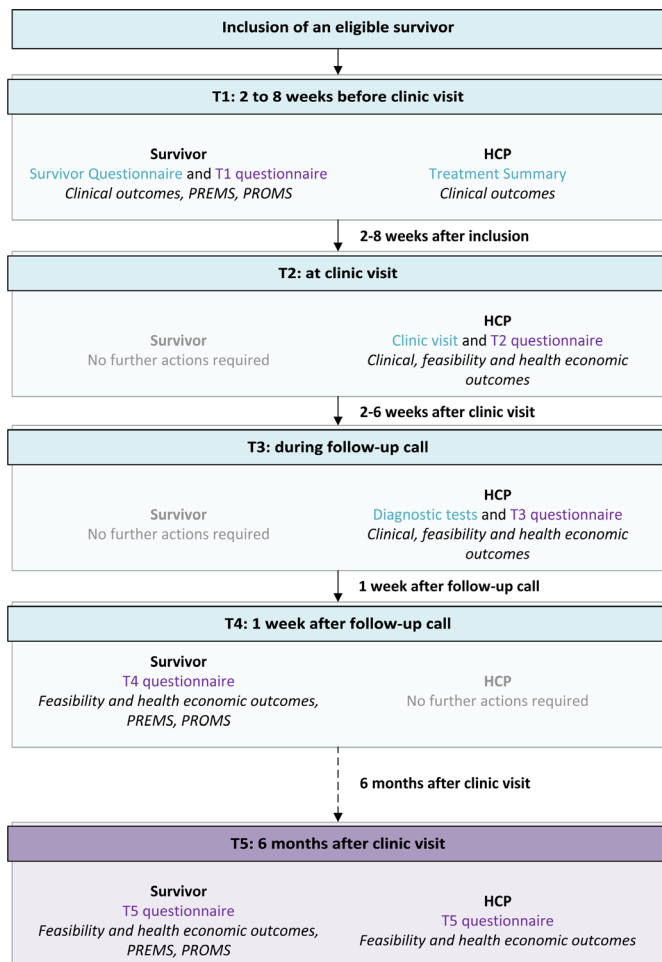 Inclusion of an eligible survivor
T1: 2 to 8 weeks before clinic visit
Survivor
Survivor Questionnaire and T1 questionnaire
Clinical outcomes, PREMS, PROMS
HCP
Treatment Summary
Clinical outcomes
2-8 weeks after inclusion
T2: at clinic visit
Survivor
No further actions required
HCP
Clinic visit and T2 questionnaire
Clinical, feasibility and health economic
outcomes
2-6 weeks after clinic visit
T3: during follow-up call
Survivor
No further actions required
HCP
Diagnostic tests and T3 questionnaire
Clinical, feasibility and health economic
outcomes
1 week after follow-up call
T4: 1 week after follow-up call
Survivor
T4 questionnaire
Feasibility and health economic outcomes,
PREMS, PROMS
HCP
No further actions required
6 months after clinic visit
T5: 6 months after clinic visit
Survivor
T5 questionnaire
Feasibility and health economic outcomes,
PREMS, PROMS
HCP
T5 questionnaire
Feasibility and health economic outcomes